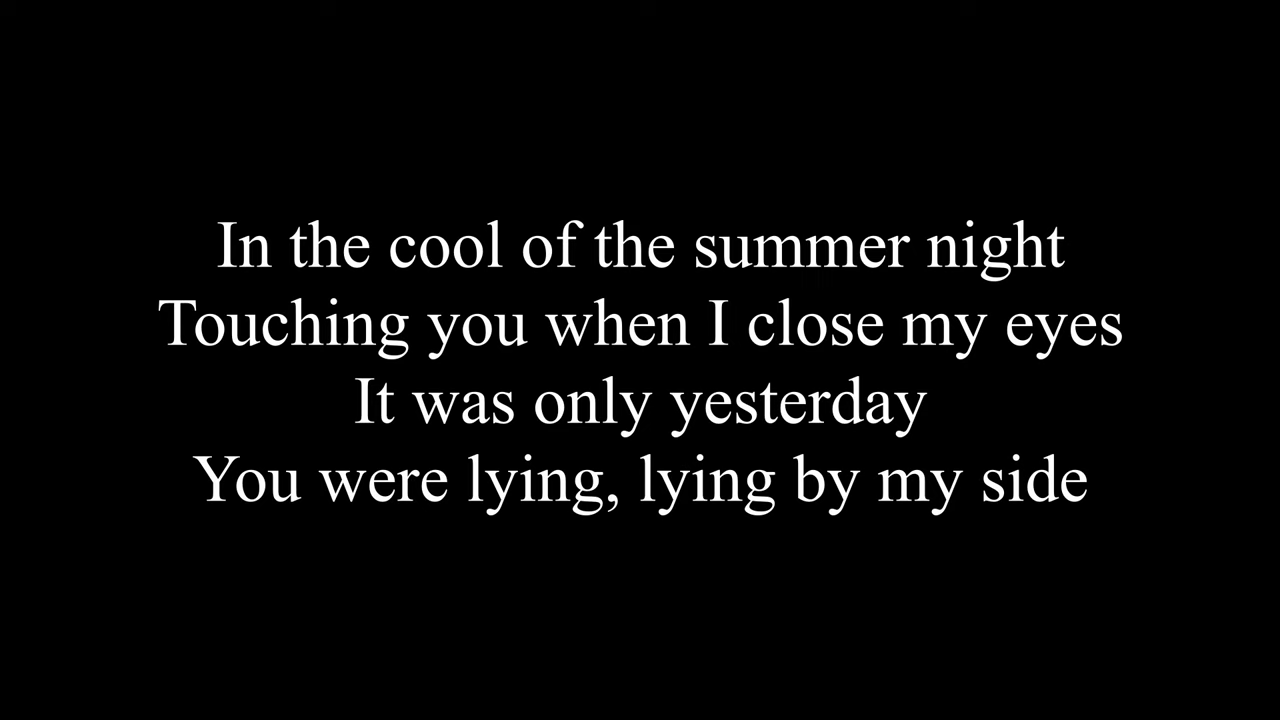 In the cool of the summer night
Touching you when I close my eyes
It was only yesterday
You were lying, lying by my side